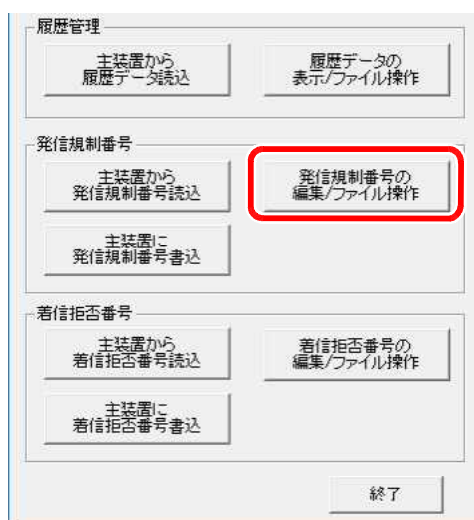 履歴管理
主装置から
履歴データ読込
履歴データの
表示/ファイル操作
発信規制番号
主装置から
発信規制番号読込
発信規制番号の
編集/ファイル操作
主装置に
発信規制番号書込
着信拒否番号
主装置から
着信拒否番号読込
着信拒否番号の
編集/ファイル操作
主装置に
着信拒否番号書込
終了